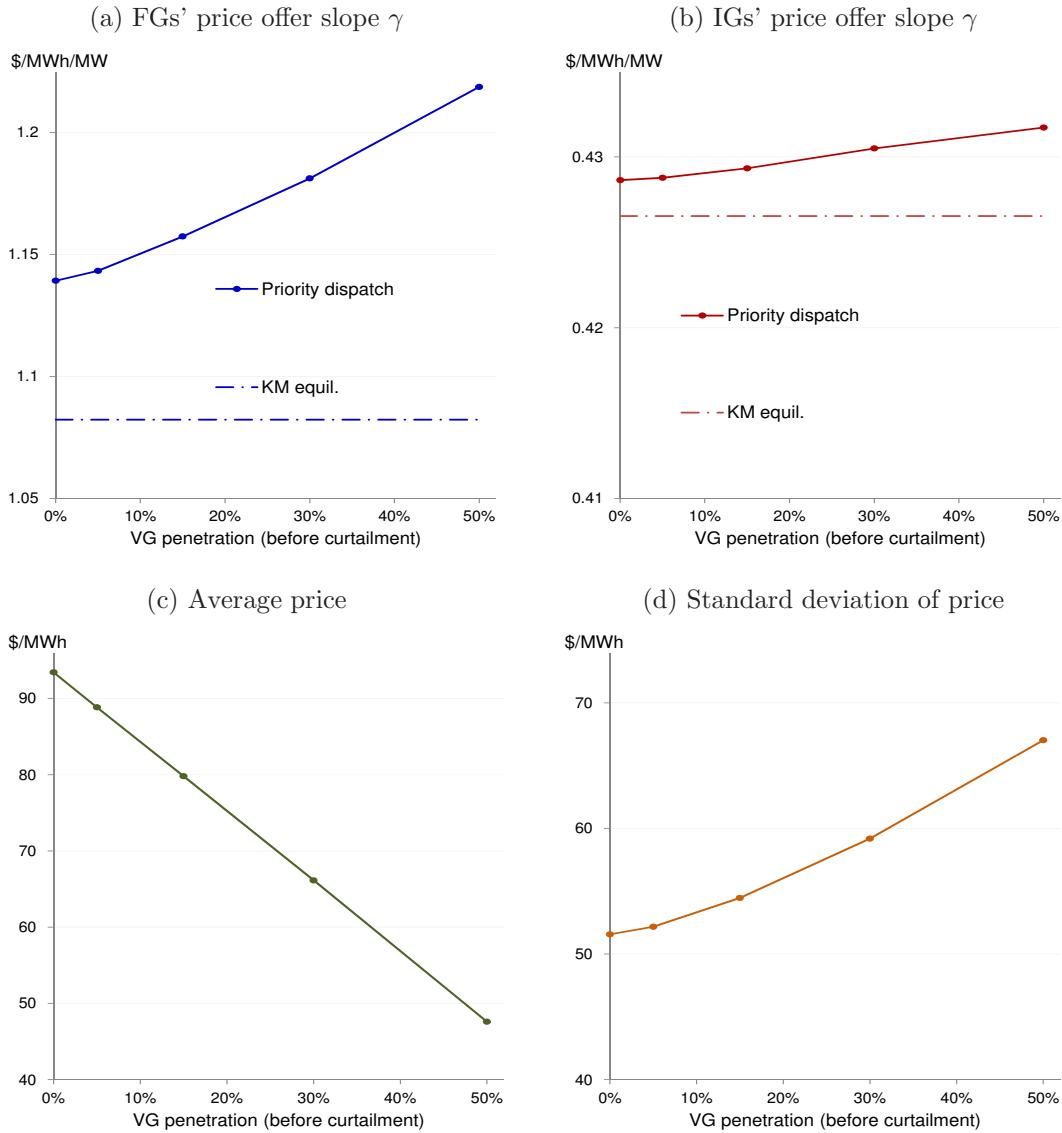 (a) FGs' price offer slope γ
$/MWh/MW
1.2
1.15
1.1
1.05
Priority dispatch
KM equil.
0% 10% 20% 30% 40% 50%
VG penetration (before curtailment)
(b) IGs' price offer slope γ
$/MWh/MW
0.43
0.42
0.41
Priority dispatch
KM equil.
0% 10% 20% 30% 40% 50%
VG penetration (before curtailment)
(c) Average price
$/MWh
90
80
70
60
50
40
0% 10% 20% 30% 40% 50%
VG penetration (before curtailment)
(d) Standard deviation of price
$/MWh
70
60
50
40
0% 10% 20% 30% 40% 50%
VG penetration (before curtailment)